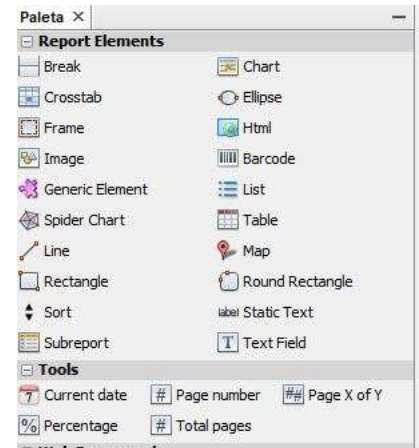 Paleta
Report Elements
Break Chart
Crosstab Ellipse
Frame Html
Image Barcode
Generic Element List
Spider Chart Table
Line Map
Rectangle Round Rectangle
Sort label Static Text
Subreport T Text Field
Tools
7 Current date # Page number ## Page X of Y
% Percentage # Total pages